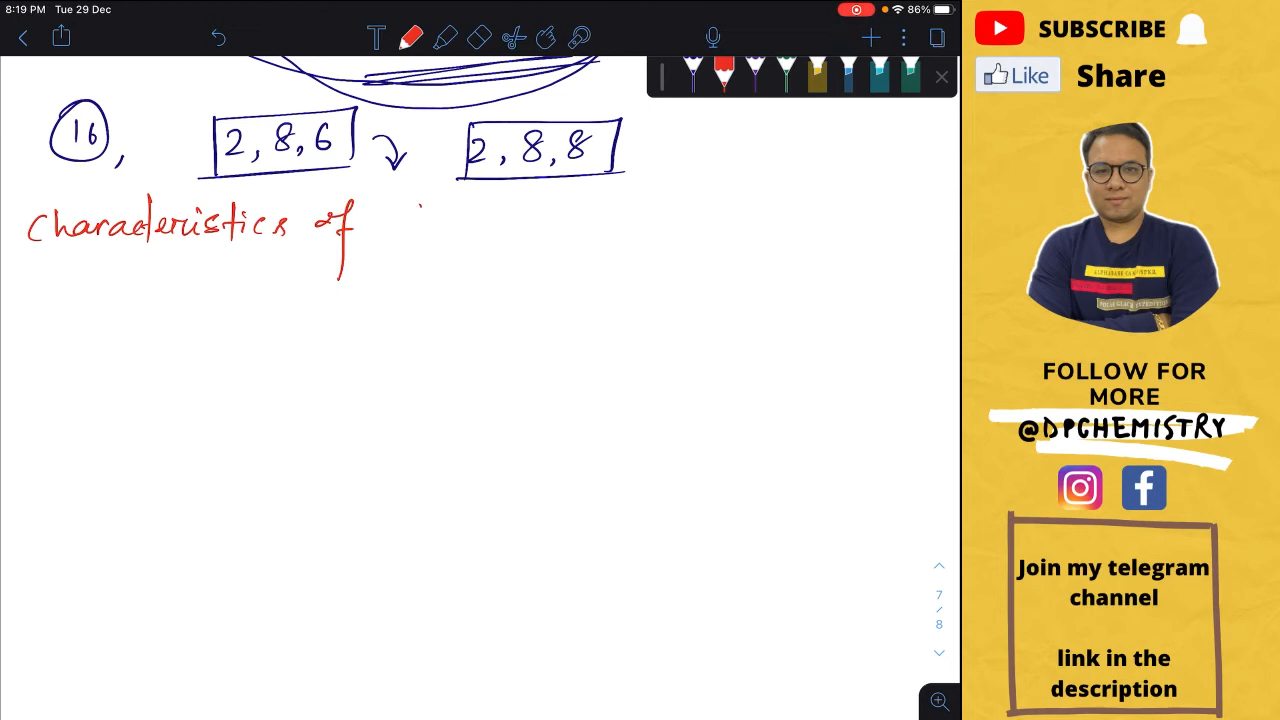 8:19 PM Tue 29 Dec
86%
16, 2, 8, 6 2, 8, 8
Characteristics of
7
/
8
SUBSCRIBE
Like Share
FOLLOW FOR
MORE
@DPCHEMISTRY
Join my telegram
channel
link in the
description